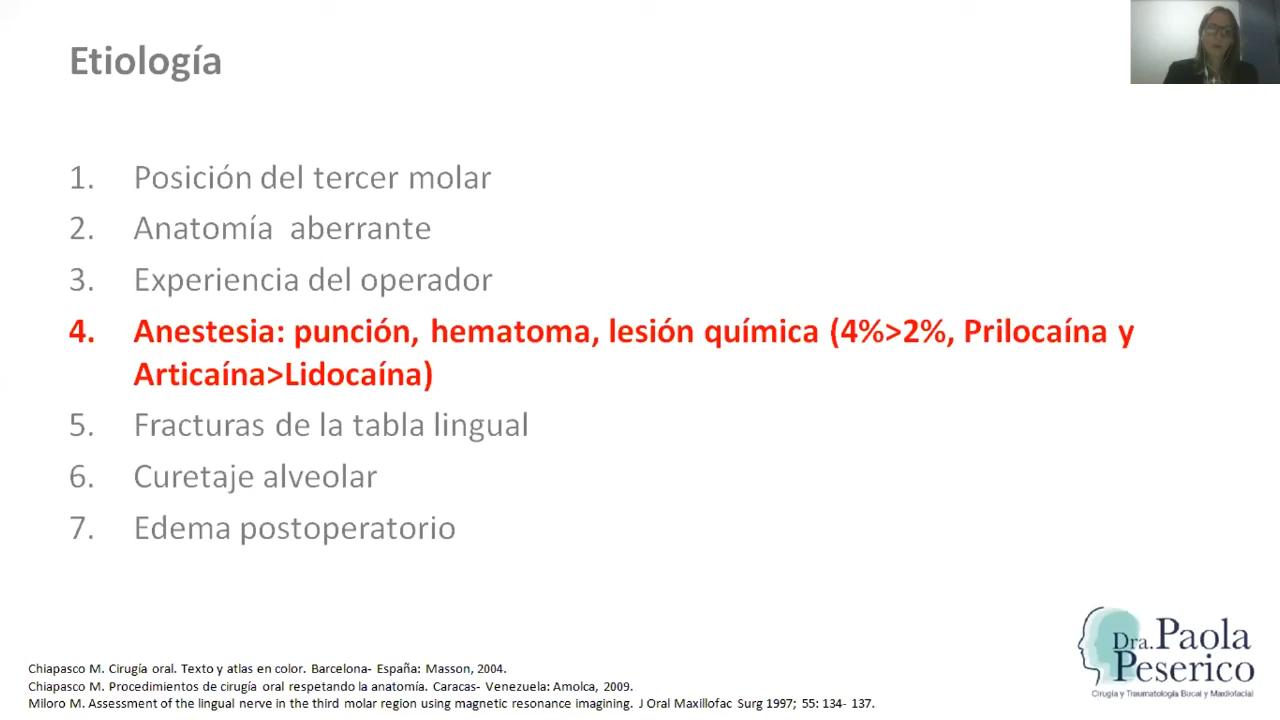 Etiología
1. Posición del tercer molar
2. Anatomía aberrante
3. Experiencia del operador
4. Anestesia: punción, hematoma, lesión química (4%>2%, Prilocaína y
Articaína>Lidocaína)
5. Fracturas de la tabla lingual
6. Curetaje alveolar
7. Edema postoperatorio
Chiapasco M. Cirugía oral. Texto y atlas en color. Barcelona- España: Masson, 2004.
Chiapasco M. Procedimientos de cirugía oral respetando la anatomía. Caracas- Venezuela: Amolca, 2009.
Miloro M. Assessment of the lingual nerve in the third molar region using magnetic resonance imagining. J Oral Maxillofac Surg 1997; 55: 134- 137.
Dra. Paola
Peserico
Cirugía y Traumatología Bucal y Maxilofacial